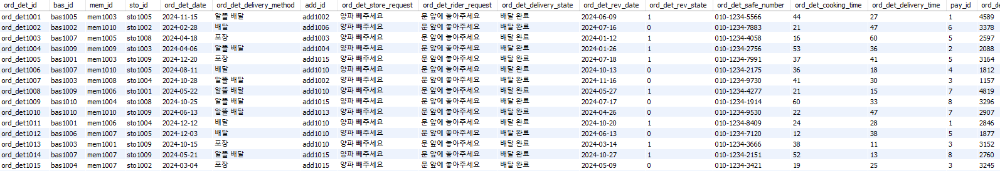 ord_det_id bas_id mem_id sto_id ord_det_date ord_det_delivery_method add_id ord_det_store_request ord_det_rider_request ord_det_delivery_state ord_det_rev_date ord_det_rev_state ord_det_safe_number ord_det_cooking_time ord_det_delivery_time pay_id ord_de
ord_det1001 bas1005 mem1003 sto1005 2024-11-15 알뜰 배달 add1002 양파 빼주세요 문 앞에 놓아주세요 배달 완료 2024-06-09 1 010-1234-5566 44 27 1 4589
ord_det1002 bas1002 mem1010 sto1002 2024-02-28 배달 add1006 양파 빼주세요 문 앞에 놓아주세요 배달 완료 2024-07-16 0 010-1234-7883 21 47 6 3378
ord_det1003 bas1007 mem1005 sto1008 2024-04-18 포장 add1003 양파 빼주세요 문 앞에 놓아주세요 배달 완료 2024-01-12 1 010-1234-4058 16 60 5 2597
ord_det1004 bas1009 mem1009 sto1003 2024-04-06 알뜰 배달 add1004 양파 빼주세요 문 앞에 놓아주세요 배달 완료 2024-01-26 1 010-1234-2756 53 36 2 2088
ord_det1005 bas1001 mem1003 sto1009 2024-12-20 포장 add1015 양파 빼주세요 문 앞에 놓아주세요 배달 완료 2024-07-18 1 010-1234-7991 37 41 5 3164
ord_det1006 bas1007 mem1010 sto1010 2024-08-11 배달 add1010 양파 빼주세요 문 앞에 놓아주세요 배달 완료 2024-10-13 0 010-1234-2175 36 18 4 1812
ord_det1007 bas1003 mem1008 sto1004 2024-10-28 알뜰 배달 add1002 양파 빼주세요 문 앞에 놓아주세요 배달 완료 2024-11-16 0 010-1234-9730 41 30 3 1157
ord_det1008 bas1009 mem1006 sto1001 2024-05-22 알뜰 배달 add1010 양파 빼주세요 문 앞에 놓아주세요 배달 완료 2024-05-27 1 010-1234-4277 21 15 7 4819
ord_det1009 bas1010 mem1004 sto1008 2024-10-25 알뜰 배달 add1015 양파 빼주세요 문 앞에 놓아주세요 배달 완료 2024-07-17 0 010-1234-1914 60 33 8 3296
ord_det1010 bas1010 mem1010 sto1009 2024-06-13 알뜰 배달 add1013 양파 빼주세요 문 앞에 놓아주세요 배달 완료 2024-04-26 0 010-1234-9530 22 47 7 2907
ord_det1011 bas1001 mem1006 sto1004 2024-12-12 배달 add1010 양파 빼주세요 문 앞에 놓아주세요 배달 완료 2024-10-20 1 010-1234-8409 24 28 1 2846
ord_det1012 bas1006 mem1007 sto1005 2024-12-03 배달 add1010 양파 빼주세요 문 앞에 놓아주세요 배달 완료 2024-06-13 0 010-1234-7120 12 38 5 1877
ord_det1013 bas1003 mem1001 sto1009 2024-10-15 포장 add1010 양파 빼주세요 문 앞에 놓아주세요 배달 완료 2024-03-14 1 010-1234-3666 38 11 3 3152
ord_det1014 bas1007 mem1007 sto1009 2024-05-21 알뜰 배달 add1015 양파 빼주세요 문 앞에 놓아주세요 배달 완료 2024-10-27 1 010-1234-2151 52 13 8 2760
ord_det1015 bas1004 mem1007 sto1002 2024-03-04 포장 add1015 양파 빼주세요 문 앞에 놓아주세요 배달 완료 2024-05-09 0 010-1234-3421 19 25 3 3245